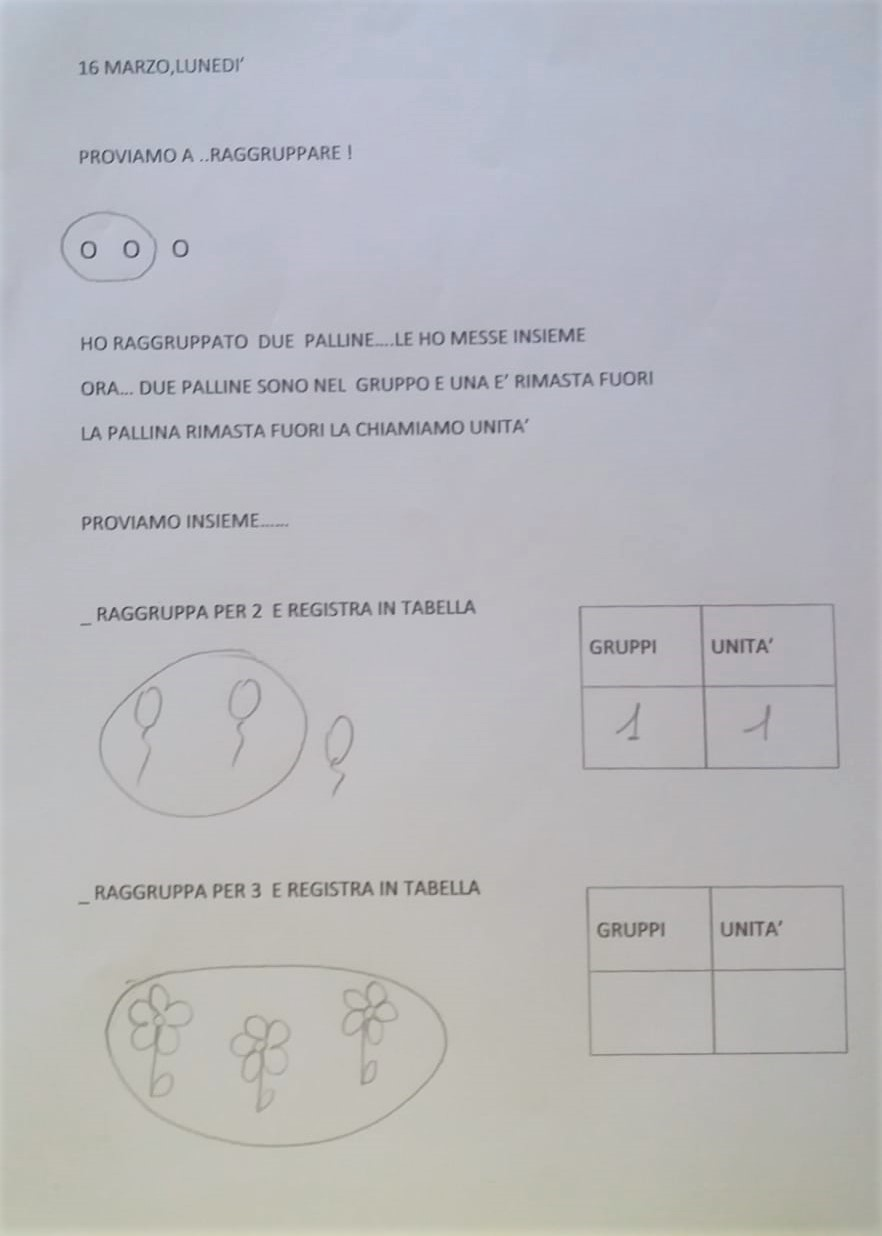 16 MARZO,LUNEDI'
PROVIAMO A ..RAGGRUPPARE !
O O O
HO RAGGRUPPATO DUE PALLINE....LE HO MESSE INSIEME
ORA... DUE PALLINE SONO NEL GRUPPO E UNA E' RIMASTA FUORI
LA PALLINA RIMASTA FUORI LA CHIAMIAMO UNITA'
PROVIAMO INSIEME......
_ RAGGRUPPA PER 2 E REGISTRA IN TABELLA
GRUPPI UNITA'
1 1
_ RAGGRUPPA PER 3 E REGISTRA IN TABELLA
GRUPPI UNITA'